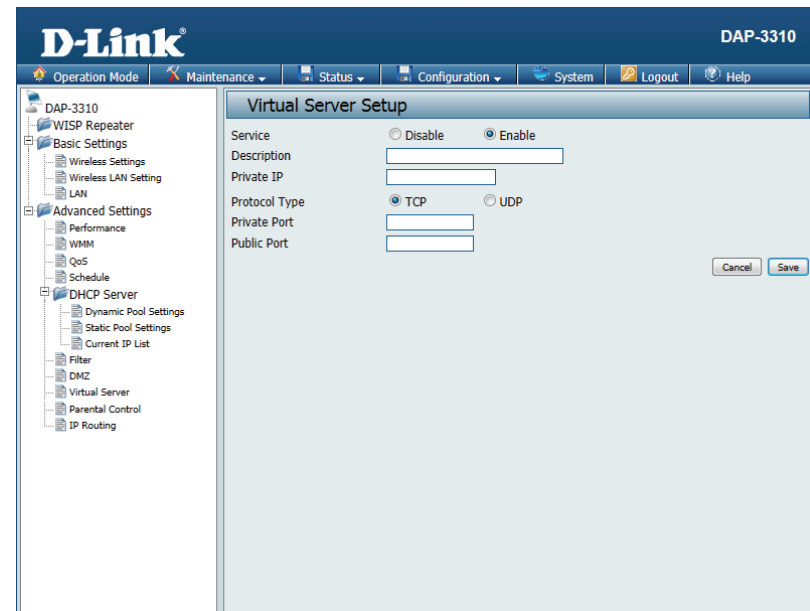 D-Link®
DAP-3310
Operation Mode Maintenance Status Configuration System Logout Help
DAP-3310
WISP Repeater
Basic Settings
Wireless Settings
Wireless LAN Setting
LAN
Advanced Settings
Performance
WMM
QoS
Schedule
DHCP Server
Dynamic Pool Settings
Static Pool Settings
Current IP List
Filter
DMZ
Virtual Server
Parental Control
IP Routing
Virtual Server Setup
Service Disable Enable
Description
Private IP
Protocol Type TCP UDP
Private Port
Public Port
Cancel Save